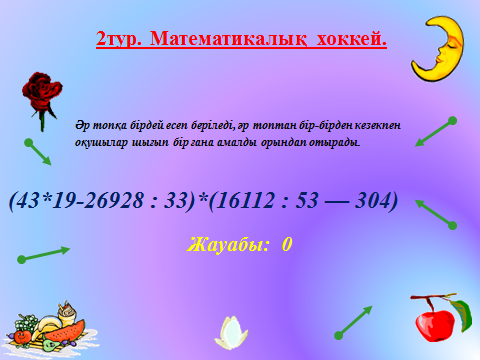 2тур. Математикалық хоккей.
Әр топқа бірдей есеп беріледі, әр топтан бір-бірден кезекпен
оқушылар шығып бір ғана амалды орындап отырады.
(43*19-26928 : 33)*(16112 : 53 — 304)
Жауабы: 0